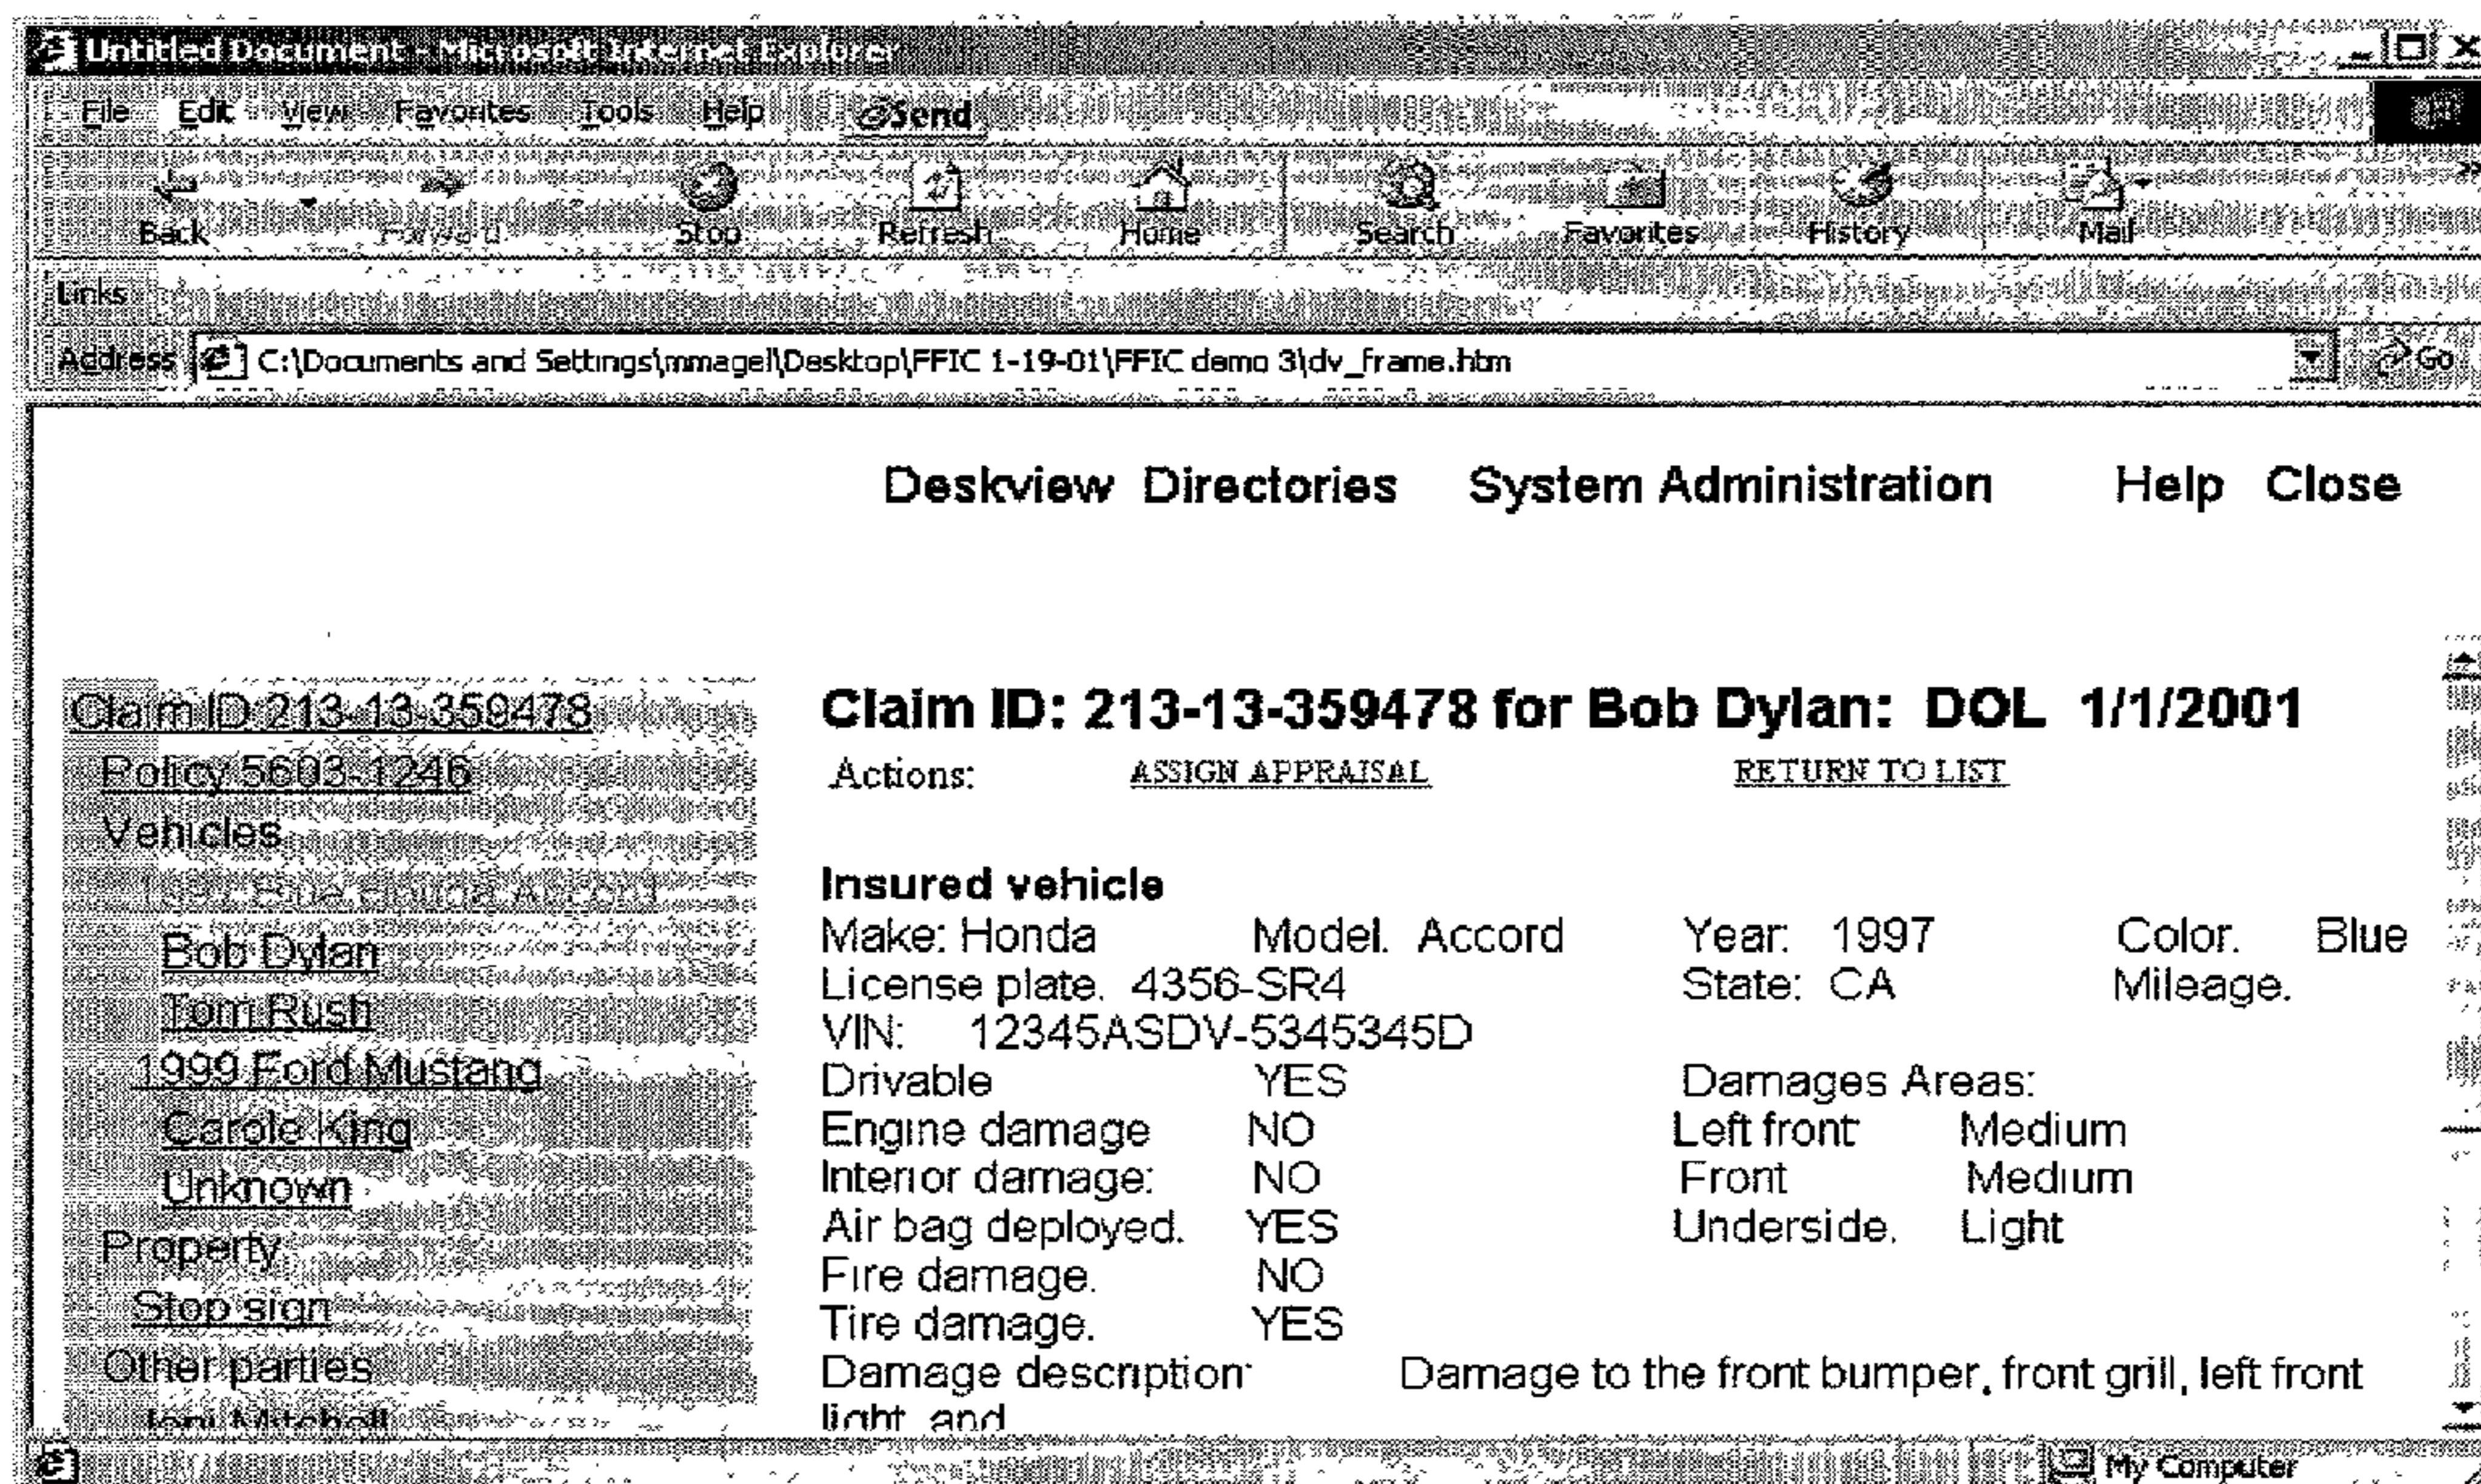 Untitled Document - Microsoft Internet Explorer
File Edit View Favorites Tools Help Send
Back Forward Stop Refresh Home Search Favorites History Mail »
Links
Address C:\Documents and Settings\mmagel\Desktop\FFIC 1-19-01\FFIC demo 3\dv_frame.htm Go
Deskview Directories System Administration Help Close
Claim ID 213-13-359478
Policy 5603-1246
Vehicles
1997 Blue Honda Accord
Bob Dylan
Tom Rush
1999 Ford Mustang
Carole King
Unknown
Property
Stop sign
Other parties
Joni Mitchell
Claim ID: 213-13-359478 for Bob Dylan: DOL 1/1/2001
Actions: ASSIGN APPRAISAL RETURN TO LIST
Insured vehicle
Make: Honda Model. Accord Year: 1997 Color. Blue
License plate. 4356-SR4 State: CA Mileage.
VIN: 12345ASDV-5345345D
Drivable YES Damages Areas:
Engine damage NO Left front Medium
Interior damage: NO Front Medium
Air bag deployed. YES Underside. Light
Fire damage. NO
Tire damage. YES
Damage description: Damage to the front bumper, front grill, left front
light, and
My Computer